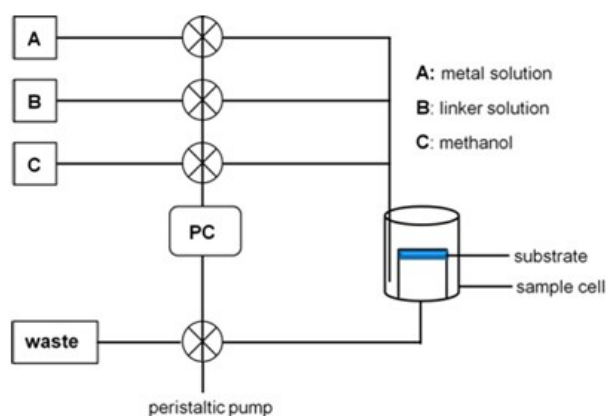 A
B
C
A: metal solution
B: linker solution
C: methanol
PC
substrate
sample cell
waste
peristaltic pump